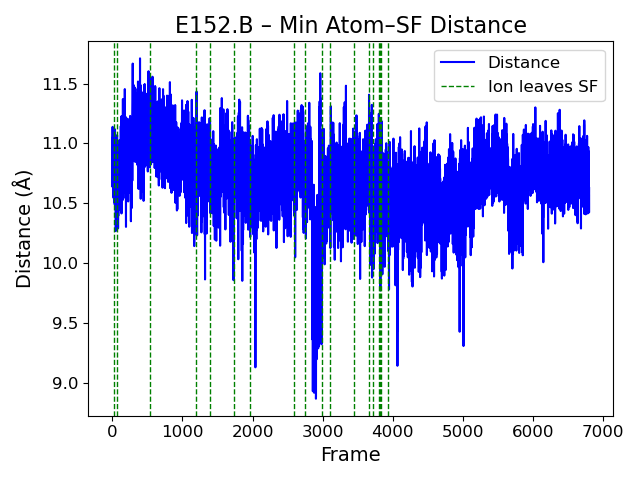 E152.B – Min Atom–SF Distance
Distance
Ion leaves SF
Distance (Å)
11.5
11.0
10.5
10.0
9.5
9.0
0 1000 2000 3000 4000 5000 6000 7000
Frame